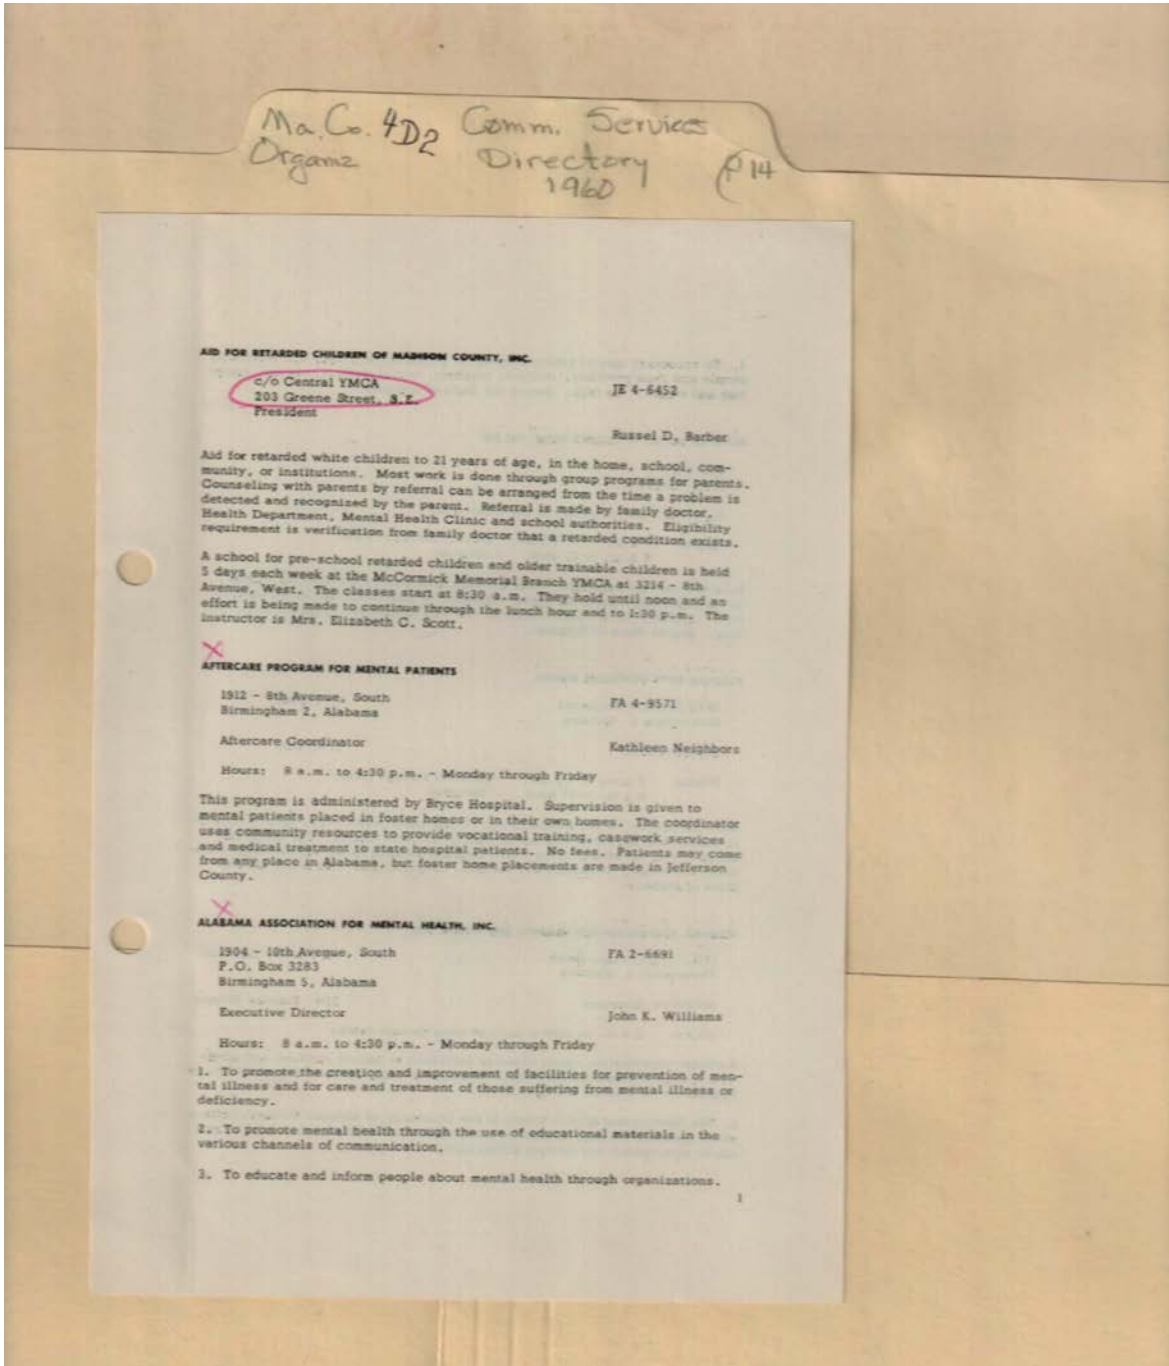 Ma. Co. 4D2 Comm. Services
Organz Directory (P 14
1960
AID FOR RETARDED CHILDREN OF MADISON COUNTY, INC.
c/o Central YMCA
203 Greene Street, S.E. JE 4-6452
President
Russel D. Barber
Aid for retarded white children to 21 years of age, in the home, school, com-
munity, or institutions. Most work is done through group programs for parents.
Counseling with parents by referral can be arranged from the time a problem is
detected and recognized by the parent. Referral is made by family doctor,
Health Department, Mental Health Clinic and school authorities. Eligibility
requirement is verification from family doctor that a retarded condition exists.
A school for pre-school retarded children and older trainable children is held
5 days each week at the McCormick Memorial Branch YMCA at 3214 - 8th
Avenue, West. The classes start at 8:30 a.m. They hold until noon and an
effort is being made to continue through the lunch hour and to 1:30 p.m. The
instructor is Mrs. Elizabeth C. Scott.
X
AFTERCARE PROGRAM FOR MENTAL PATIENTS
1912 - 8th Avenue, South FA 4-9571
Birmingham 2, Alabama
Aftercare Coordinator Kathleen Neighbors
Hours: 8 a.m. to 4:30 p.m. - Monday through Friday
This program is administered by Bryce Hospital. Supervision is given to
mental patients placed in foster homes or in their own homes. The coordinator
uses community resources to provide vocational training, casework services
and medical treatment to state hospital patients. No fees. Patients may come
from any place in Alabama, but foster home placements are made in Jefferson
County.
X
ALABAMA ASSOCIATION FOR MENTAL HEALTH, INC.
1904 - 10th Avenue, South FA 2-6691
P.O. Box 3283
Birmingham 5, Alabama
Executive Director John K. Williams
Hours: 8 a.m. to 4:30 p.m. - Monday through Friday
1. To promote the creation and improvement of facilities for prevention of men-
tal illness and for care and treatment of those suffering from mental illness or
deficiency.
2. To promote mental health through the use of educational materials in the
various channels of communication.
3. To educate and inform people about mental health through organizations.
1